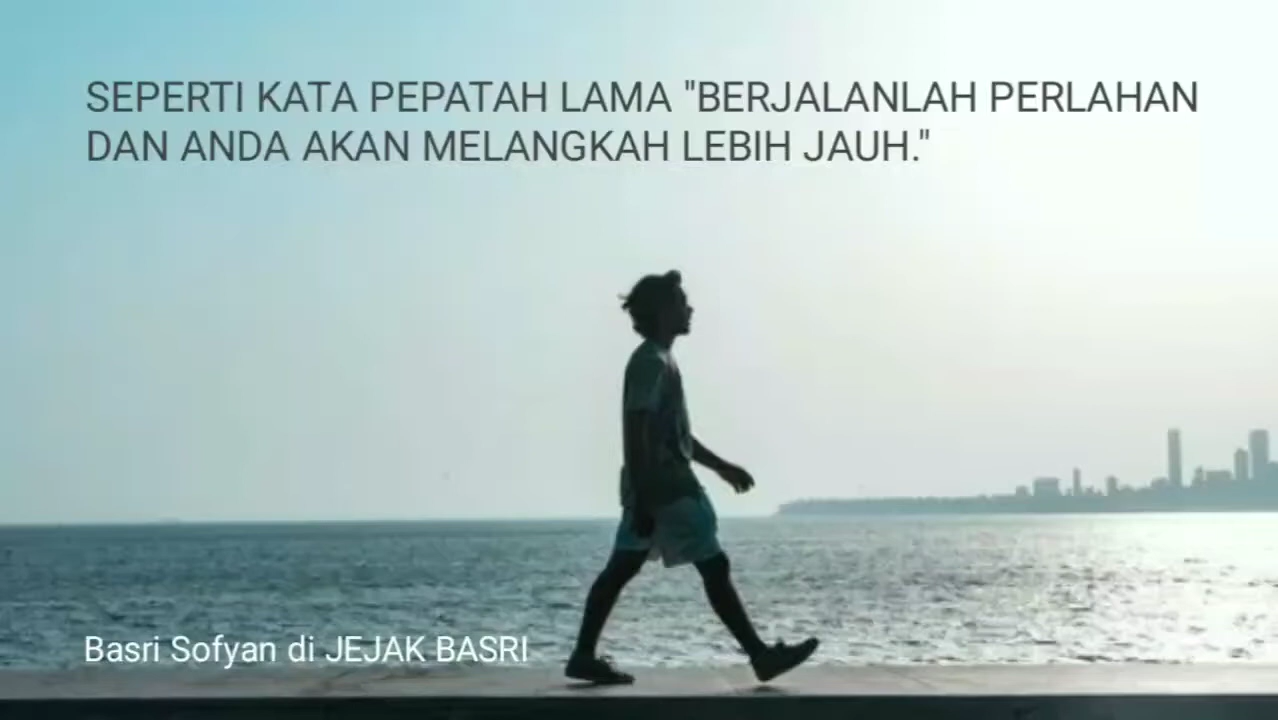 SEPERTI KATA PEPATAH LAMA "BERJALANLAH PERLAHAN
DAN ANDA AKAN MELANGKAH LEBIH JAUH."
Basri Sofyan di JEJAK BASRI